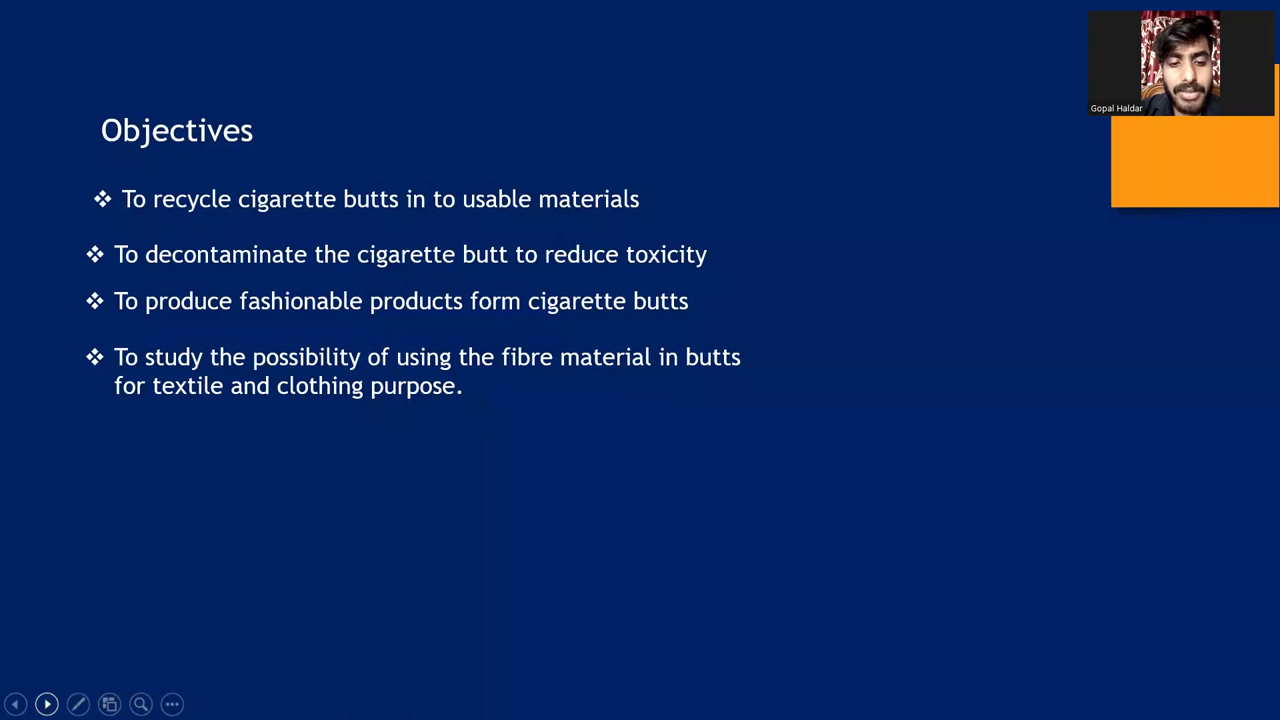 Gopal Haldar
Objectives
❖ To recycle cigarette butts in to usable materials
❖ To decontaminate the cigarette butt to reduce toxicity
❖ To produce fashionable products form cigarette butts
❖ To study the possibility of using the fibre material in butts
for textile and clothing purpose.